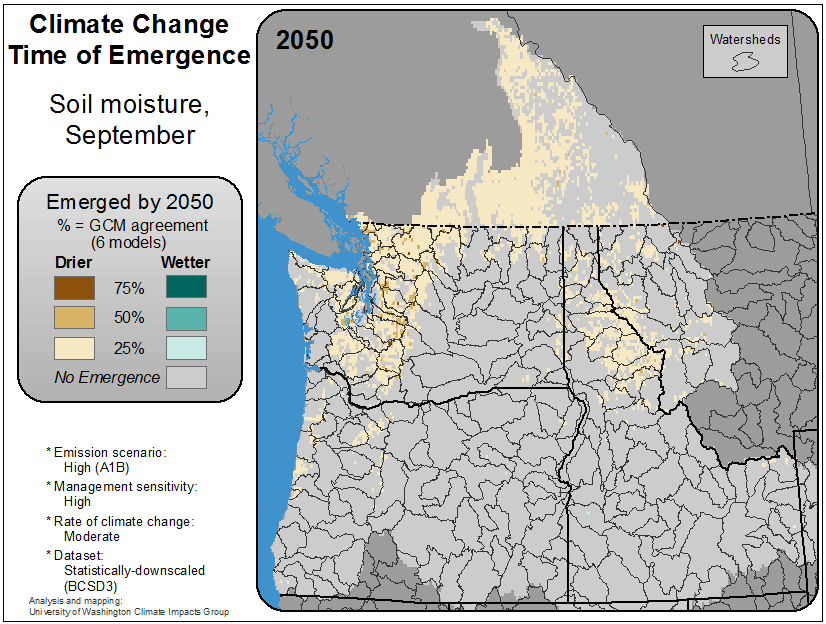 Climate Change
Time of Emergence
Soil moisture,
September
Emerged by 2050
% = GCM agreement
(6 models)
Drier
Wetter
75%
50%
25%
No Emergence
* Emission scenario:
High (A1B)
* Management sensitivity:
High
* Rate of climate change:
Moderate
* Dataset:
Statistically-downscaled
(BCSD3)
Analysis and mapping:
University of Washington Climate Impacts Group
2050
Watersheds